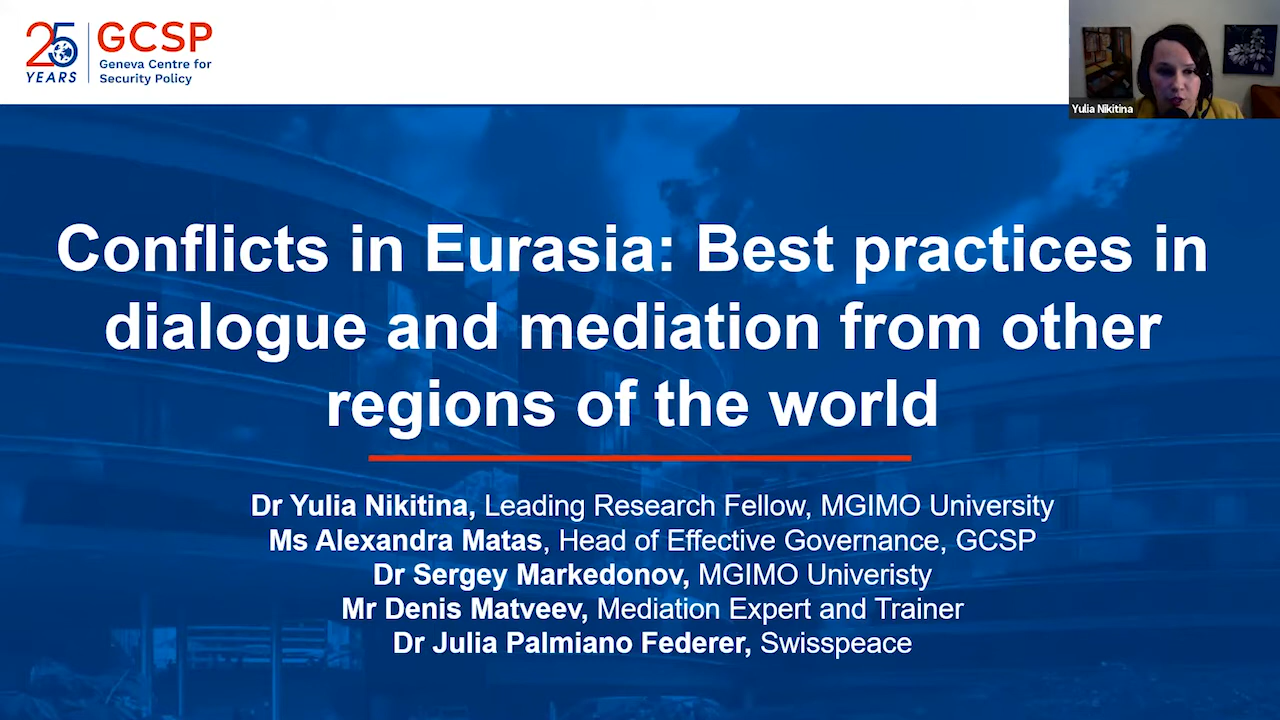 25
YEARS
GCSP
Geneva Centre for
Security Policy
Yulia Nikitina
Conflicts in Eurasia: Best practices in
dialogue and mediation from other
regions of the world
Dr Yulia Nikitina, Leading Research Fellow, MGIMO University
Ms Alexandra Matas, Head of Effective Governance, GCSP
Dr Sergey Markedonov, MGIMO Univeristy
Mr Denis Matveev, Mediation Expert and Trainer
Dr Julia Palmiano Federer, Swisspeace